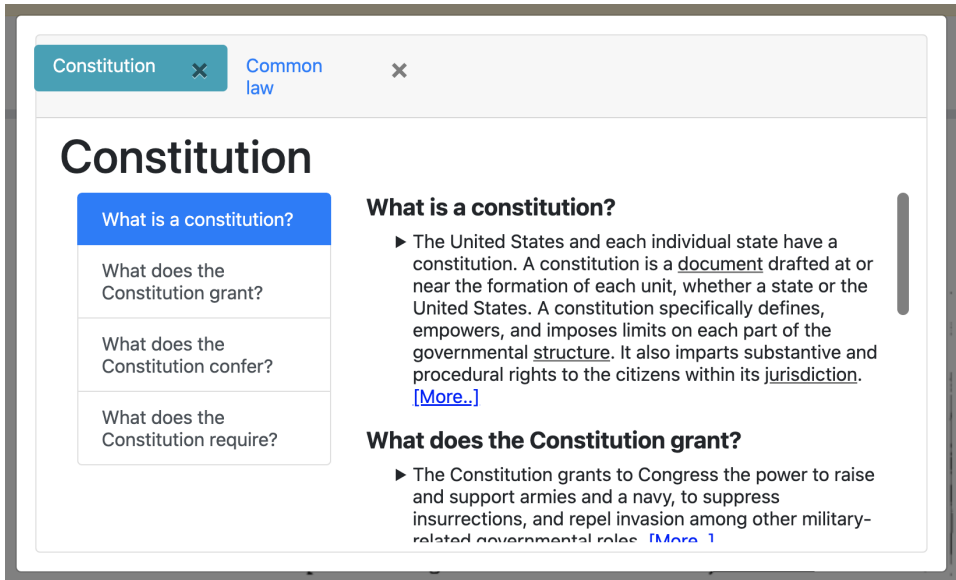 Constitution
Common
law
Constitution
What is a constitution?
What does the
Constitution grant?
What does the
Constitution confer?
What does the
Constitution require?
What is a constitution?
The United States and each individual state have a
constitution. A constitution is a document drafted at or
near the formation of each unit, whether a state or the
United States. A constitution specifically defines,
empowers, and imposes limits on each part of the
governmental structure. It also imparts substantive and
procedural rights to the citizens within its jurisdiction.
[More..]
What does the Constitution grant?
The Constitution grants to Congress the power to raise
and support armies and a navy, to suppress
insurrections, and repel invasion among other military-
related governmental roles. [More..]